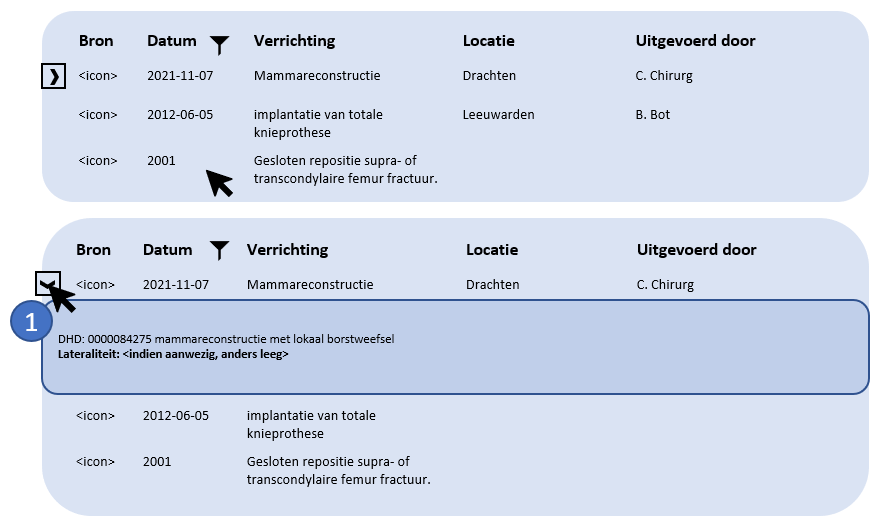 Bron Datum Verrichting Locatie Uitgevoerd door
<icon> 2021-11-07 Mammareconstructie Drachten C. Chirurg
<icon> 2012-06-05 implantatie van totale Leeuwarden B. Bot
knieprothese
<icon> 2001 Gesloten repositie supra- of
transcondylaire femur fractuur.
Bron Datum Verrichting Locatie Uitgevoerd door
<icon> 2021-11-07 Mammareconstructie Drachten C. Chirurg
1
DHD: 0000084275 mammareconstructie met lokaal borstweefsel
Lateraliteit: <indien aanwezig, anders leeg>
<icon> 2012-06-05 implantatie van totale
knieprothese
<icon> 2001 Gesloten repositie supra- of
transcondylaire femur fractuur.